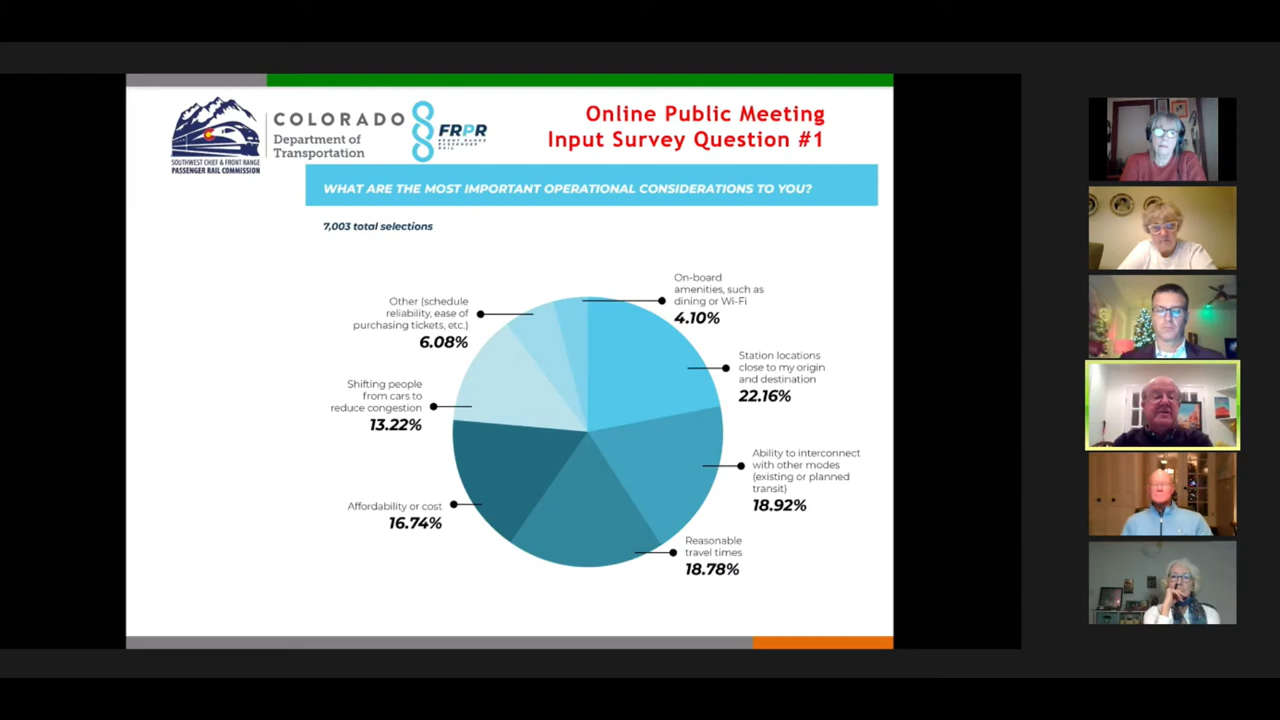 Online Public Meeting
Input Survey Question #1
COLORADO
Department of
Transportation
FRPR
FRONT RANGE
PASSENGER
RAIL
SOUTHWEST CHIEF & FRONT RANGE
PASSENGER RAIL COMMISSION
WHAT ARE THE MOST IMPORTANT OPERATIONAL CONSIDERATIONS TO YOU?
7,003 total selections
On-board
amenities, such as
dining or Wi-Fi
4.10%
Station locations
close to my origin
and destination
22.16%
Ability to interconnect
with other modes
(existing or planned
transit)
18.92%
Reasonable
travel times
18.78%
Affordability or cost
16.74%
Shifting people
from cars to
reduce congestion
13.22%
Other (schedule
reliability, ease of
purchasing tickets, etc.)
6.08%